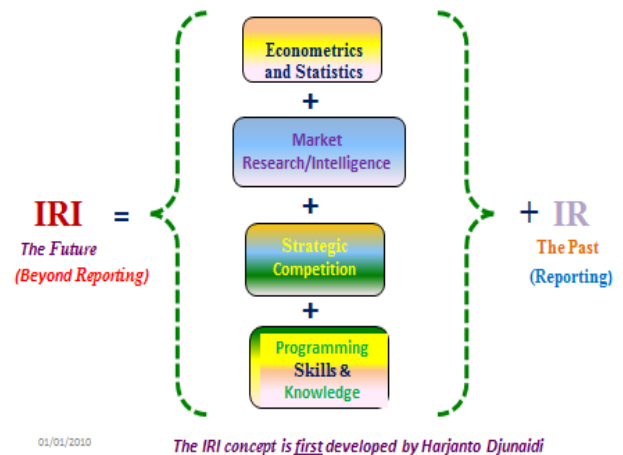 Econometrics
and Statistics
+
Market
Research/Intelligence
+
IRI =
The Future
(Beyond Reporting)
Strategic
Competition
+ IR
The Past
(Reporting)
+
Programming
Skills &
Knowledge
01/01/2010
The IRI concept is first developed by Harjanto Djunaidi